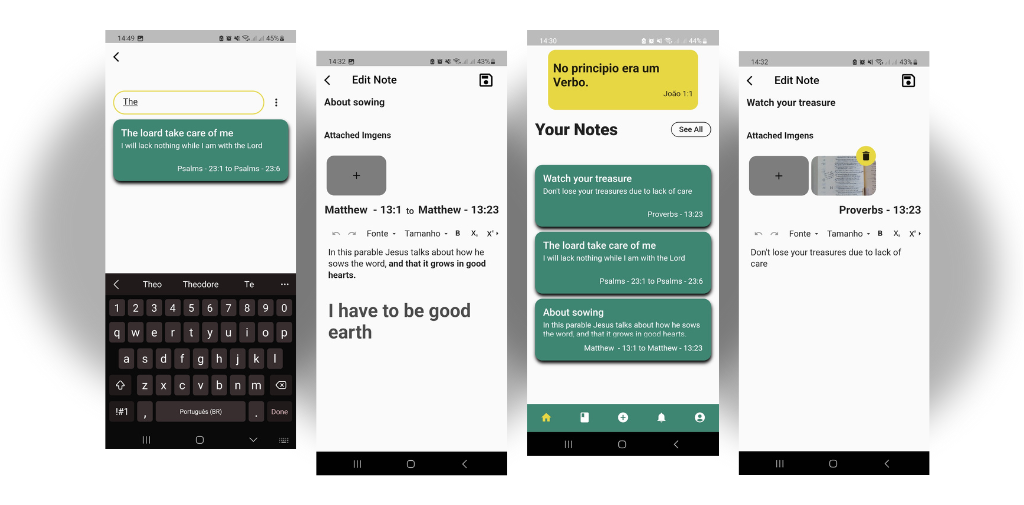 14:49
45%
The
The loard take care of me
I will lack nothing while I am with the Lord
Psalms - 23:1 to Psalms - 23:6
Theo Theodore Te ...
1 2 3 4 5 6 7 8 9 0
q w e r t y u i o p
a s d f g h j k l
z x c v b n m
!#1 , Português (BR) . Done
14:32
43%
Edit Note
About sowing
Attached Imgens
+
Matthew - 13:1 to Matthew - 13:23
Fonte Tamanho B X, X'
In this parable Jesus talks about how he
sows the word, and that it grows in good
hearts.
I have to be good
earth
14:30
44%
No principio era um
Verbo.
João 1:1
Your Notes
See All
Watch your treasure
Don't lose your treasures due to lack of care
Proverbs - 13:23
The loard take care of me
I will lack nothing while I am with the Lord
Psalms - 23:1 to Psalms - 23:6
About sowing
In this parable Jesus talks about how he sows
the word, and that it grows in good hearts.
Matthew - 13:1 to Matthew - 13:23
14:32
43%
Edit Note
Watch your treasure
Attached Imgens
+
Proverbs - 13:23
Fonte Tamanho B X, X'
Don't lose your treasures due to lack of
care